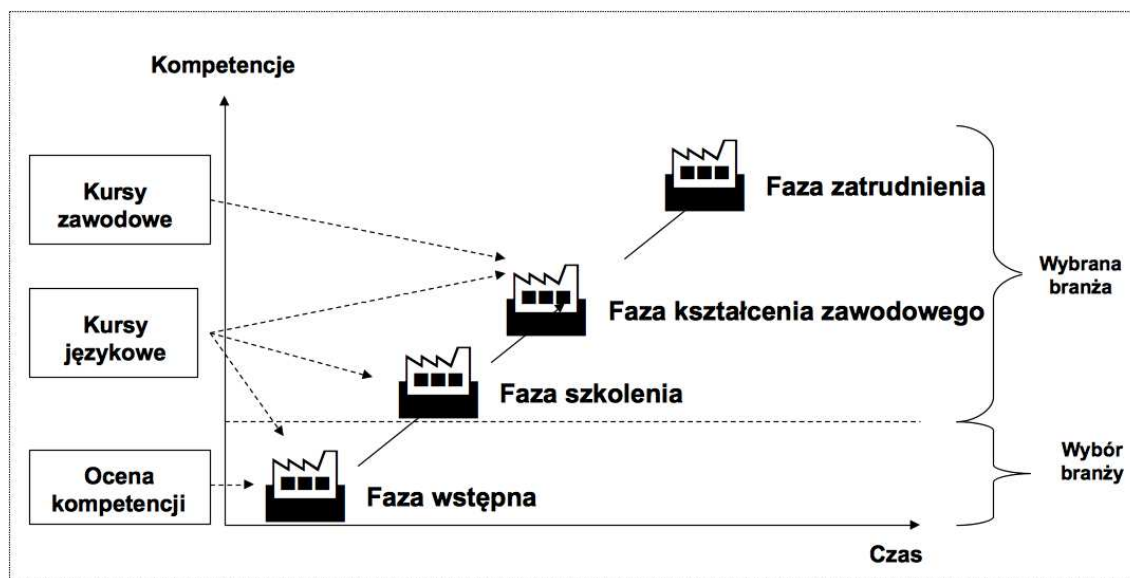 Kompetencje
Kursy
zawodowe
Kursy
językowe
Ocena
kompetencji
Faza zatrudnienia
Faza kształcenia zawodowego
Faza szkolenia
Faza wstępna
Wybrana
branża
Wybór
branży
Czas